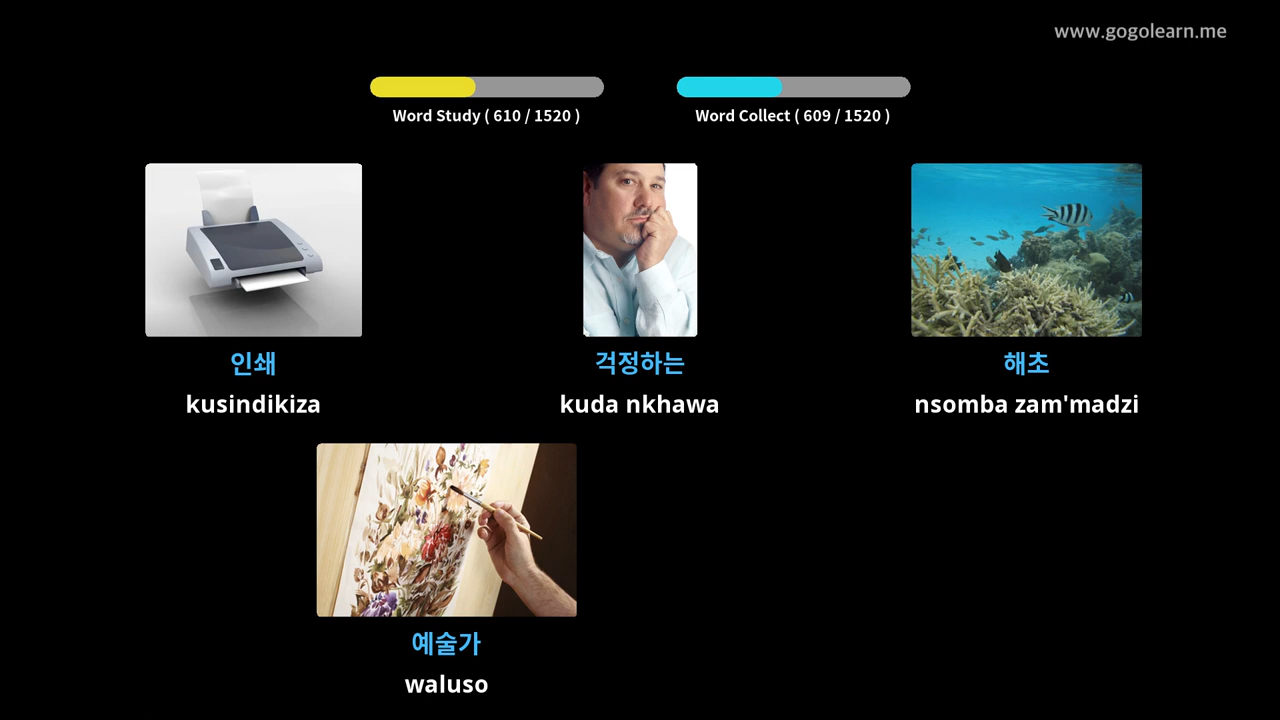 www.gogolearn.me
Word Study ( 610 / 1520 )
Word Collect ( 609 / 1520 )
인쇄
kusindikiza
걱정하는
kuda nkhawa
해초
nsomba zam'madzi
예술가
waluso